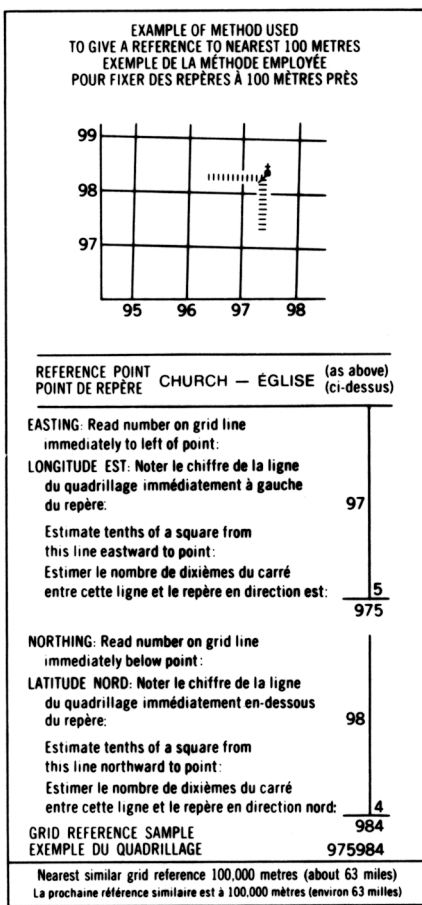 EXAMPLE OF METHOD USED
TO GIVE A REFERENCE TO NEAREST 100 METRES
EXEMPLE DE LA MÉTHODE EMPLOYÉE
POUR FIXER DES REPÈRES À 100 MÈTRES PRÈS
99
98
97
95 96 97 98
REFERENCE POINT
POINT DE REPÈRE
CHURCH — ÉGLISE
(as above)
(ci-dessus)
EASTING: Read number on grid line
immediately to left of point:
LONGITUDE EST: Noter le chiffre de la ligne
du quadrillage immédiatement à gauche
du repère: 97
Estimate tenths of a square from
this line eastward to point:
Estimer le nombre de dixièmes du carré
entre cette ligne et le repère en direction est: 5
975
NORTHING: Read number on grid line
immediately below point:
LATITUDE NORD: Noter le chiffre de la ligne
du quadrillage immédiatement en-dessous
du repère: 98
Estimate tenths of a square from
this line northward to point:
Estimer le nombre de dixièmes du carré
entre cette ligne et le repère en direction nord: 4
984
GRID REFERENCE SAMPLE
EXEMPLE DU QUADRILLAGE 975984
Nearest similar grid reference 100,000 metres (about 63 miles)
La prochaine référence similaire est à 100,000 mètres (environ 63 milles)